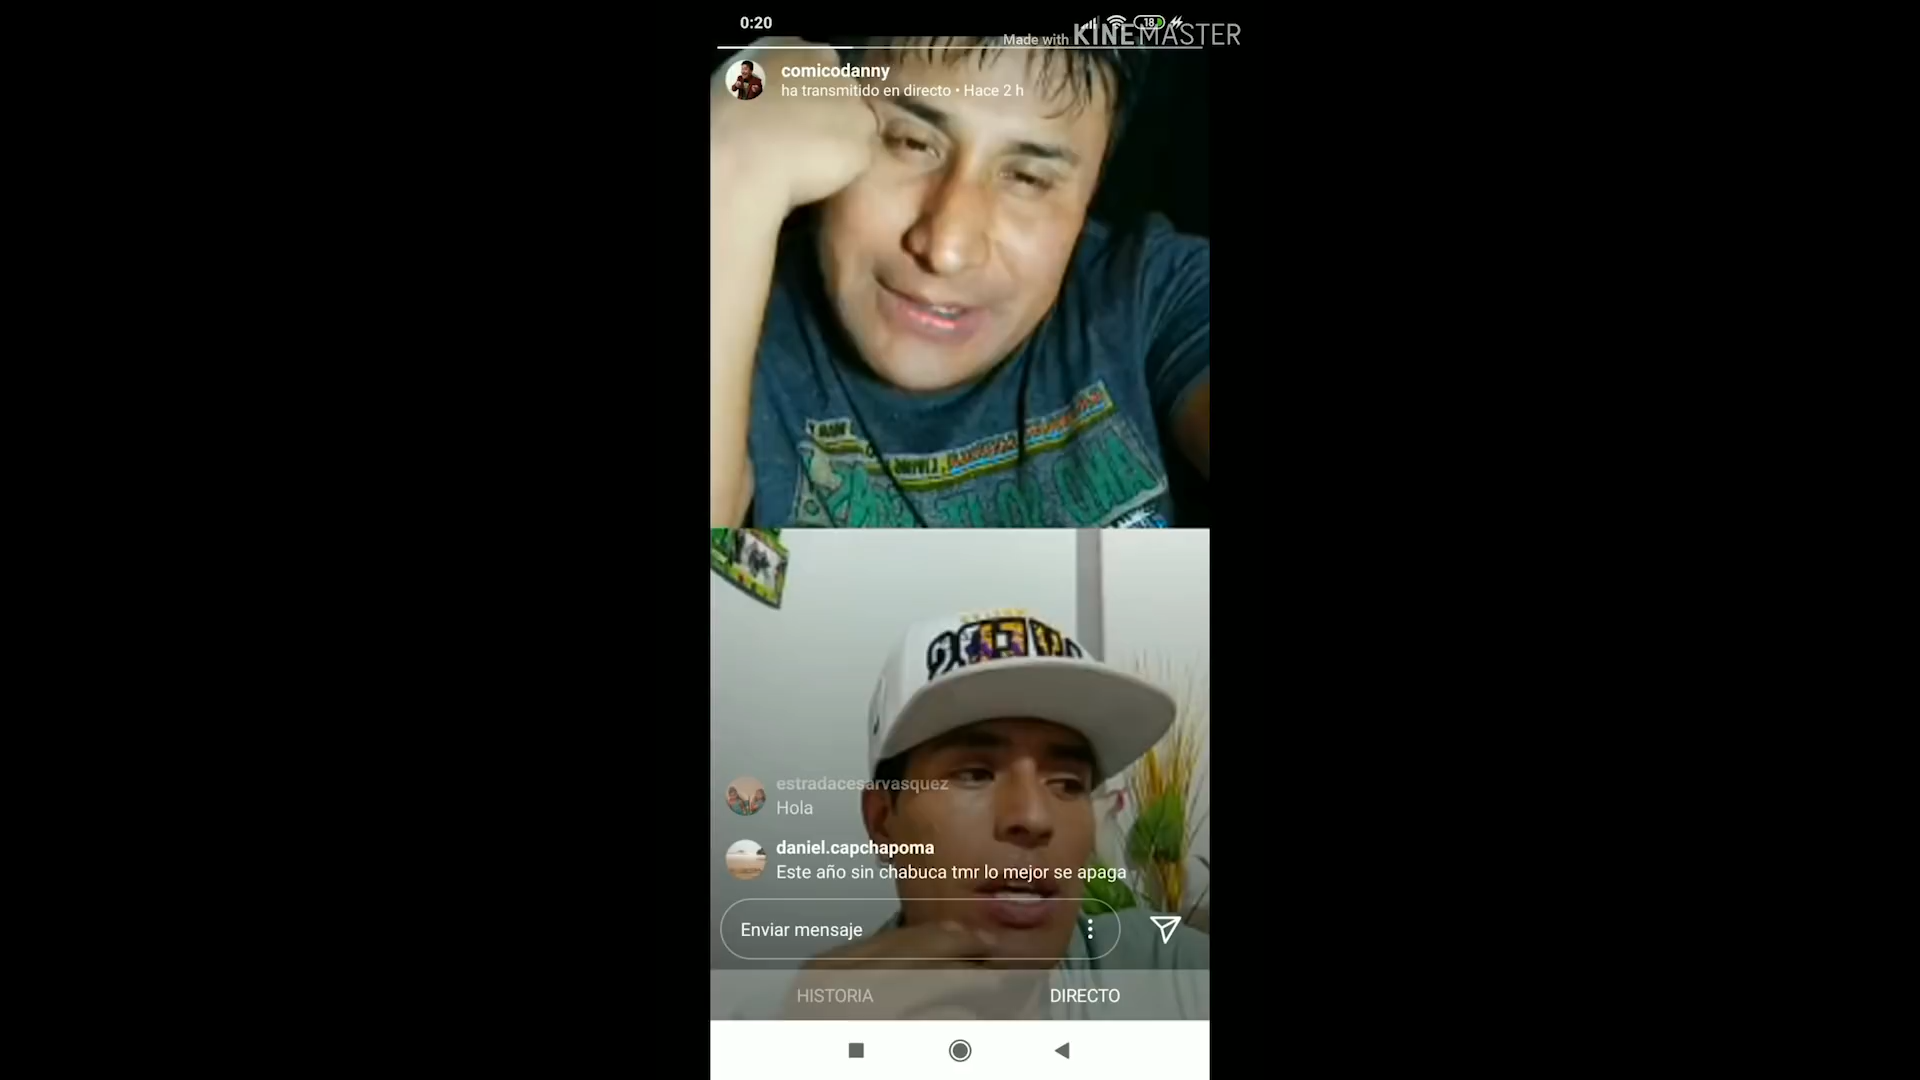 0:20
18
Made with KINEMASTER
comicodanny
ha transmitido en directo • Hace 2 h
estradacesarvasquez
Hola
daniel.capchapoma
Este año sin chabuca tmr lo mejor se apaga
Enviar mensaje
HISTORIA
DIRECTO